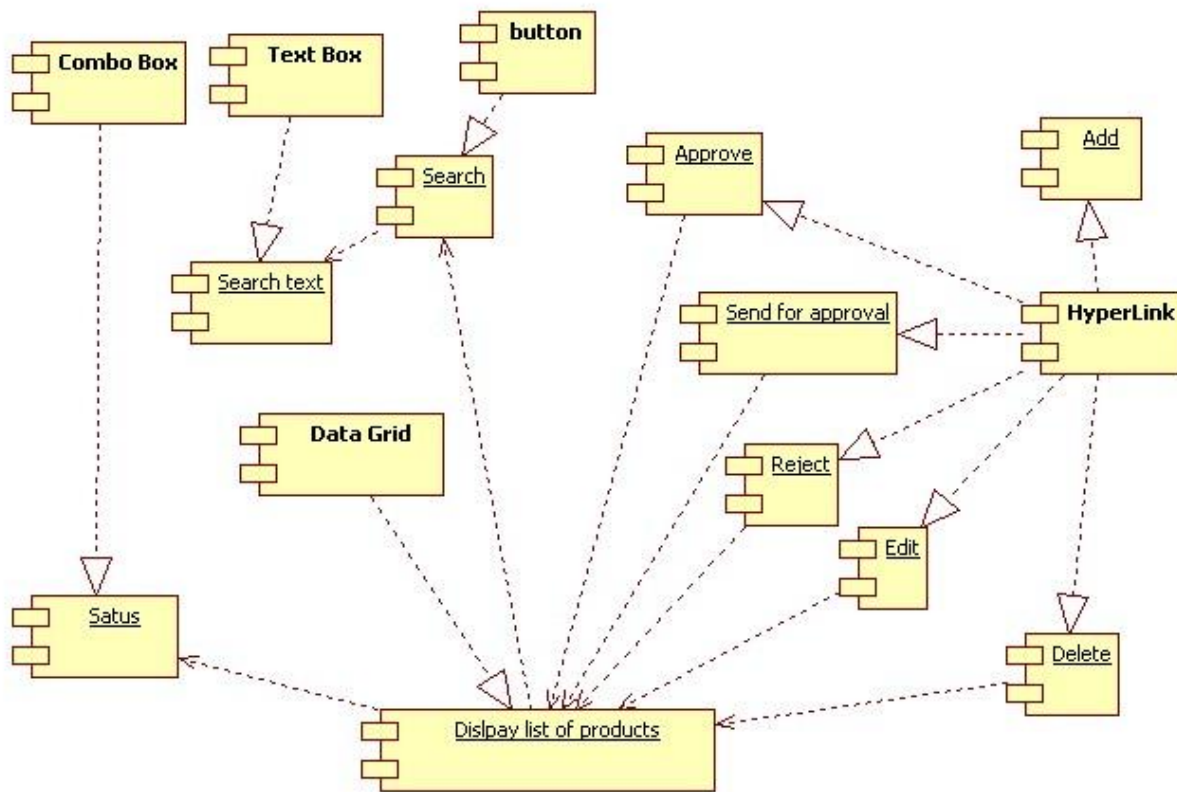 button
Combo Box
Text Box
Add
Approve
Search
Search text
Send for approval
HyperLink
Data Grid
Reject
Edit
Satus
Delete
Dislpay list of products